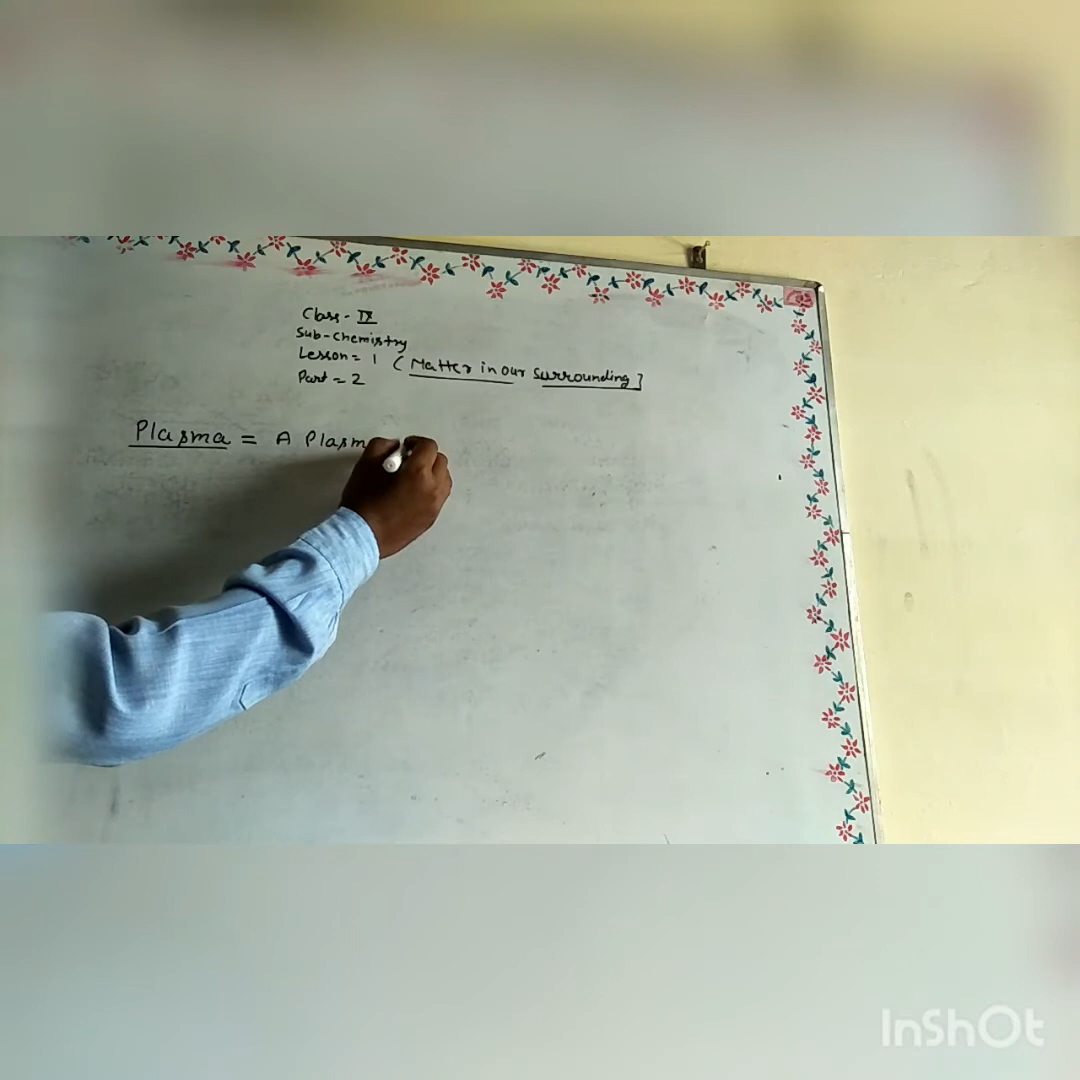 Class - IX
Sub - Chemistry
Lesson = 1 ( Matter in our surrounding ]
Part = 2
Plasma = A Plasm
InShOt